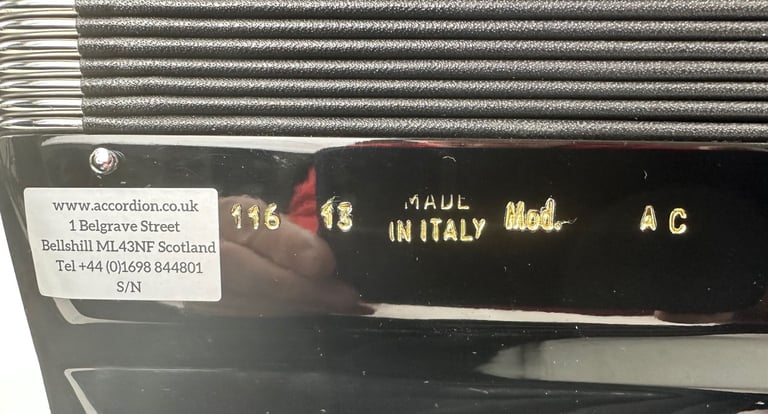 www.accordion.co.uk
1 Belgrave Street
Bellshill ML43NF Scotland
Tel +44 (0)1698 844801
S/N
116 13 MADE IN ITALY Mod. A C